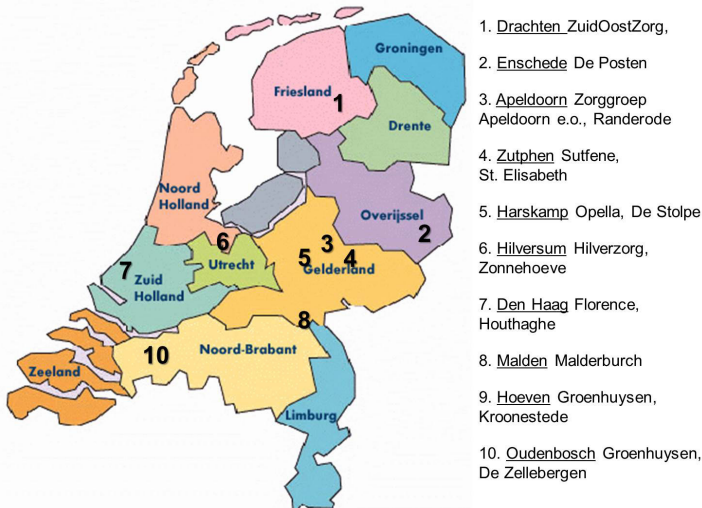 Groningen
Friesland
1
Drente
Noord
Holland
Overijssel
2
6
3
5
4
Utrecht
Gelderland
7
Zuid
Holland
8
10
Noord-Brabant
Zeeland
Limburg
1. Drachten ZuidOostZorg,
2. Enschede De Posten
3. Apeldoorn Zorggroep
Apeldoorn e.o., Randerode
4. Zutphen Sutfene,
St. Elisabeth
5. Harskamp Opella, De Stolpe
6. Hilversum Hilverzorg,
Zonnehoeve
7. Den Haag Florence,
Houthaghe
8. Malden Malderburch
9. Hoeven Groenhuysen,
Kroonestede
10. Oudenbosch Groenhuysen,
De Zellebergen